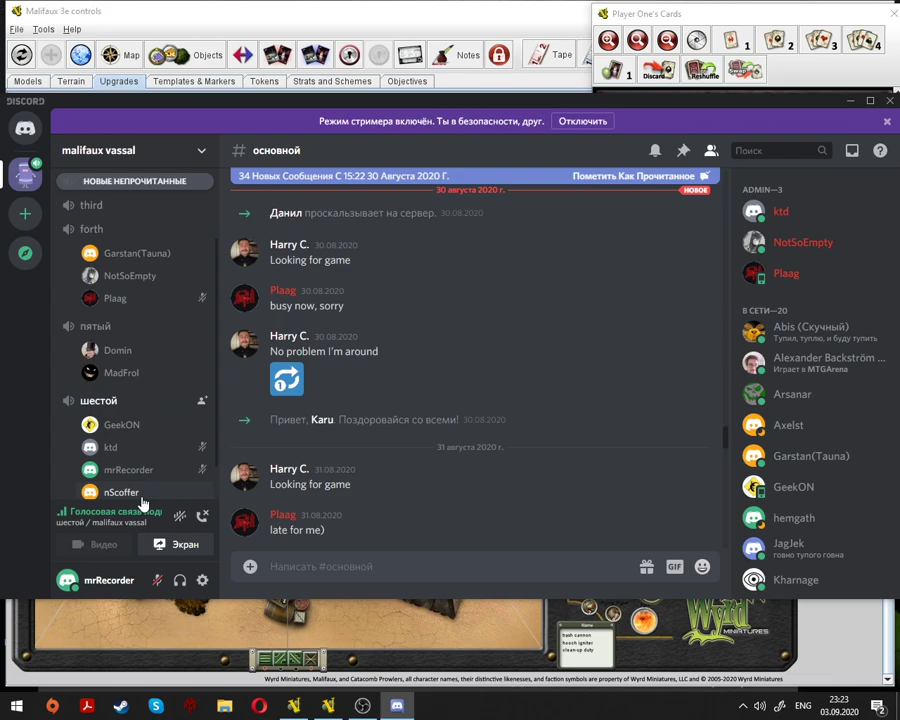 Malifaux 3e controls
Player One's Cards
File Tools Help
Map Objects Notes Tape
1 2 3 4
1 Discard Reshuffle Swap
Models Terrain Upgrades Templates & Markers Tokens Strats and Schemes Objectives
DISCORD
Режим стримера включён. Ты в безопасности, друг. Отключить
malifaux vassal
# основной
Поиск
НОВЫЕ НЕПРОЧИТАННЫЕ
third
forth
Garstan(Tauna)
NotSoEmpty
Plaag
пятый
Domin
MadFrol
шестой
GeekON
ktd
mrRecorder
nScoffer
Голосовая связь
шестой / malifaux vassal
Видео Экран
mrRecorder
34 Новых Сообщения С 15:22 30 Августа 2020 Г. Пометить Как Прочитанное
30 августа 2020 г. НОВОЕ
Данил проскальзывает на сервер. 30.08.2020
Harry C. 30.08.2020
Looking for game
Plaag 30.08.2020
busy now, sorry
Harry C. 30.08.2020
No problem I'm around
1
Привет, Karu. Поздоровайся со всеми! 30.08.2020
31 августа 2020 г.
Harry C. 31.08.2020
Looking for game
Plaag 31.08.2020
late for me)
Написать #основной
GIF
ADMIN—3
ktd
NotSoEmpty
Plaag
В СЕТИ—20
Abis (Скучный)
Тупил, туплю, и буду тупить
Alexander Backström ...
Играет в MTGArena
Arsanar
Axelst
Garstan(Tauna)
GeekON
hemgath
JagJek
говно тупого говна
Kharnage
Name
bash cannon
hooch igniter
clean-up duty
Wyrd
MINIATURES
Wyrd Miniatures, Malifaux, and Catacomb Prowlers, all character names, their distinctive likenesses, and faction symbols are property of Wyrd Miniatures, LLC and © 2005-2020 Wyrd Miniatures
ENG
23:23
03.09.2020
2